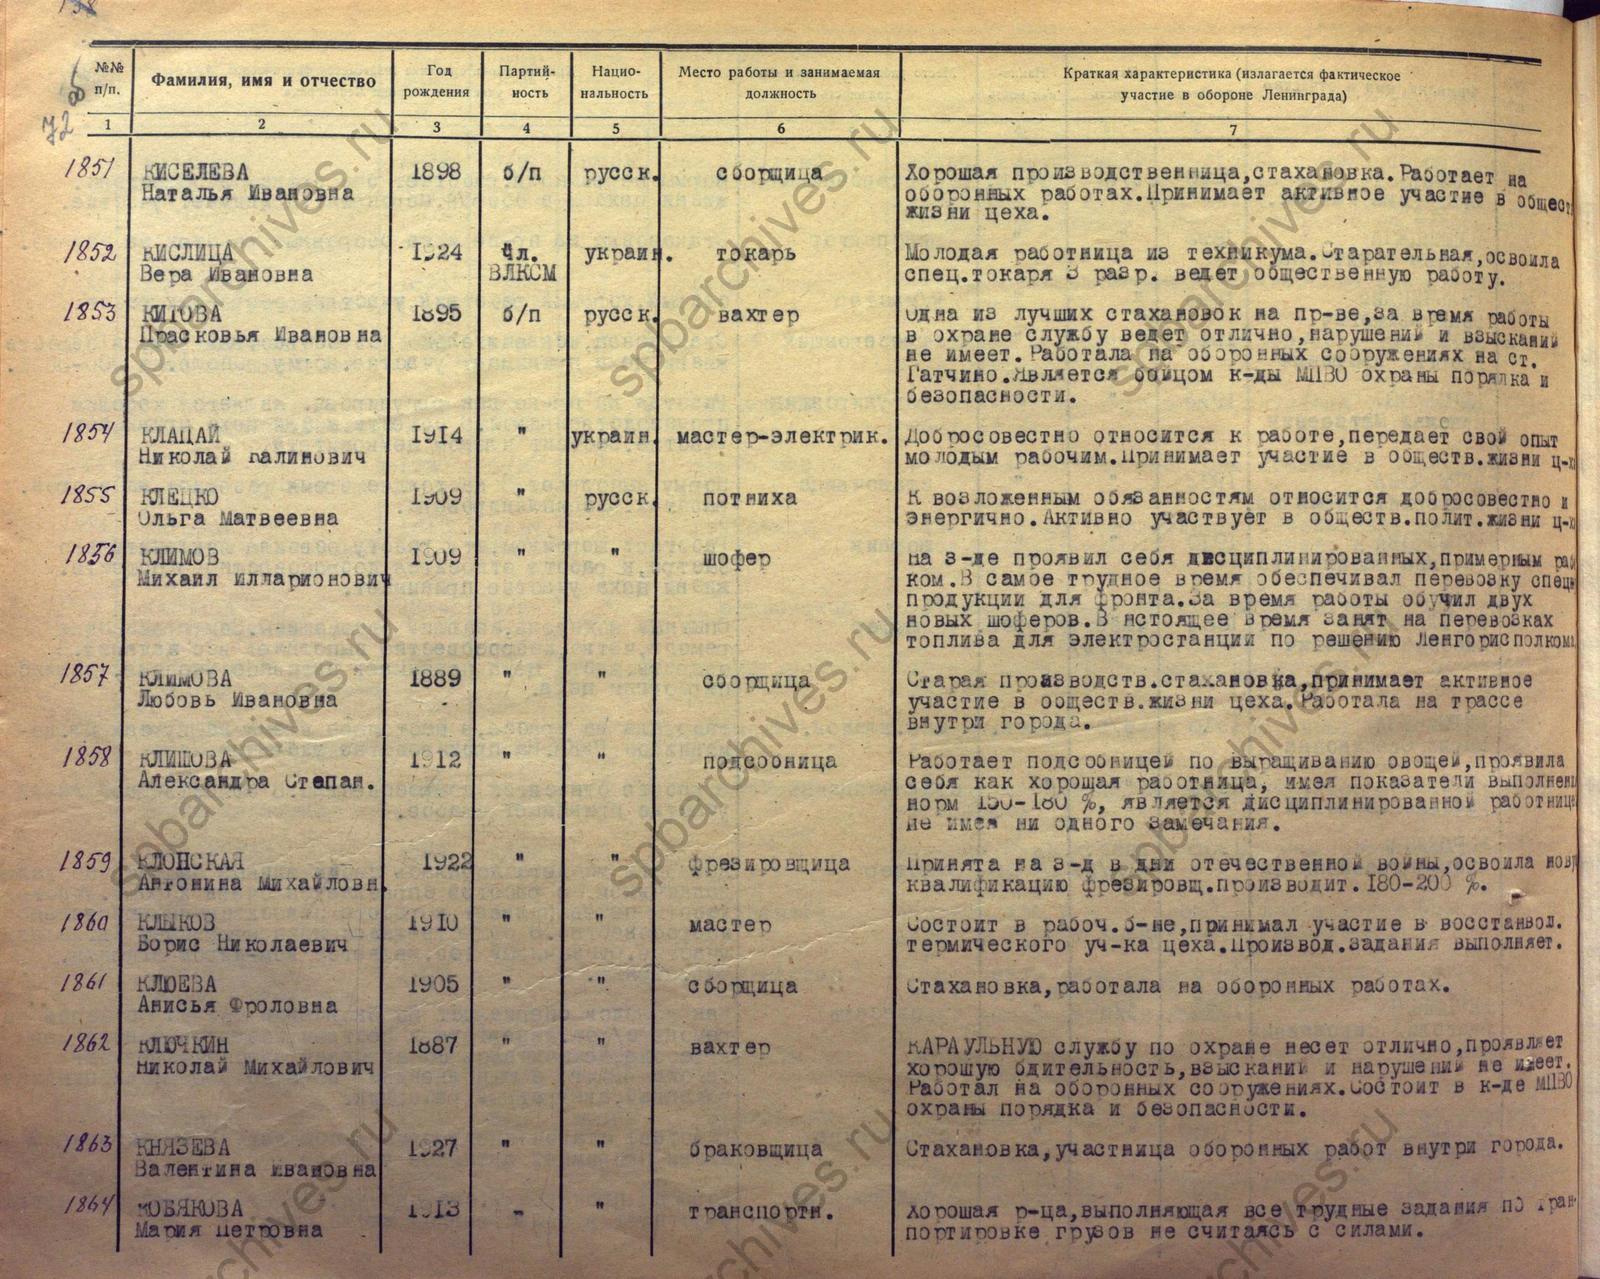 №№ п/п. Фамилия, имя и отчество Год рождения Партий-ность Нацио-нальность Место работы и занимаемая должность Краткая характеристика (излагается фактическое участие в обороне Ленинграда)
72
1 2 3 4 5 6 7
1851 КИСЕЛЕВА 1898 б/п русск. сборщица Хорошая производственница,стахановка.Работает на
Наталья Ивановна оборонных работах.Принимает активное участие в общест
жизни цеха.
1852 КИСЛИЦА 1924 чл. украин. токарь Молодая работница из техникума.Старательная,освоила
Вера Ивановна ВЛКСМ спец.токаря 3 разр. ведет общественную работу.
1853 КИТОВА 1895 б/п русск. вахтер Одна из лучших стахановок на пр-ве,за время работы
Прасковья Ивановна в охране службу ведет отлично,нарушений и взысканий
не имеет.Работала на оборонных сооружениях на ст.
Гатчино.Является бойцом к-ды МПВО охраны порядка и
безопасности.
1854 КЛАЦАЙ 1914 " украин. мастер-электрик. Добросовестно относится к работе,передает свой опыт
Николай Калинович молодым рабочим.Принимает участие в обществ.жизни ц-х
1855 КЛЕЦКО 1909 " русск. потниха К возложенным обязанностям относится добросовестно и
Ольга Матвеевна энергично.Активно участвует в обществ.полит.жизни ц-х
1856 КЛИМОВ 1909 " " шофер На з-де проявил себя дисциплинированных,примерным раб
Михаил Илларионович ком.В самое трудное время обеспечивал перевозку спец
продукции для фронта.За время работы обучил двух
новых шоферов.В нстоящее время занят на перевозках
топлива для электростанции по решению Ленгорисполкома
1857 КЛИМОВА 1889 " " сборщица Старая производств.стахановка,принимает активное
Любовь Ивановна участие в обществ.жизни цеха.Работала на трассе
внутри города.
1858 КЛИШОВА 1912 " " подсобница Работает подсобницей по выращиванию овощей,проявила
Александра Степан. себя как хорошая работница, имея показатели выполнени
норм 150-180 %, является дисциплинированной работнице
не имея ни одного замечания.
1859 КЛОНСКАЯ 1922 " " фрезировщица Принята на з-д в дни отечественной войны,освоила нову
Антонина Михайловн. квалификацию фрезировщ.производит.180-200 %.
1860 КЛЫКОВ 1910 " " мастер Состоит в рабоч.б-не,принимал участие в восстанвол.
Борис Николаевич термического уч-ка цеха.Производ.задания выполняет.
1861 КЛЮЕВА 1905 " " сборщица Стахановка,работала на оборонных работах.
Анисья Фроловна
1862 КЛЮЧКИН 1887 " " вахтер КАРАУЛЬНУЮ службу по охране несет отлично,проявляет
Николай Михайлович хорошую бдительность,взысканий и нарушений не имеет.
Работал на оборонных сооружениях.Состоит в к-де МПВО
охраны порядка и безопасности.
1863 КНЯЗЕВА 1927 " " браковщица Стахановка,участница оборонных работ внутри города.
Валентина Ивановна
1864 КОБЯКОВА 1913 - " транспортн. Хорошая р-ца,выполняющая все трудные задания по тран-
Мария Петровна портировке грузов не считаясь с силами.
spbarchives.ru